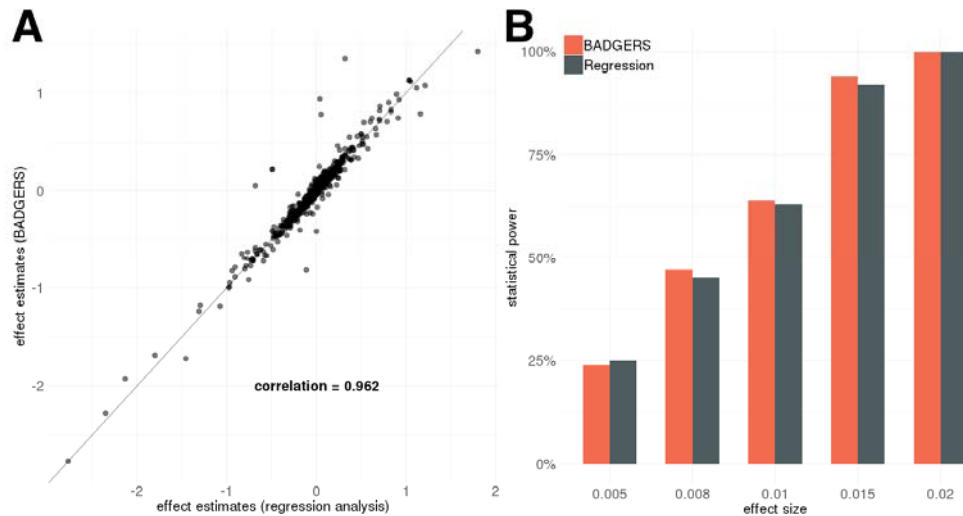 A
effect estimates (BADGERS)
1
0
-1
-2
correlation = 0.962
-2
-1
0
1
2
effect estimates (regression analysis)
B
BADGERS
Regression
statistical power
100%
75%
50%
25%
0%
0.005
0.008
0.01
0.015
0.02
effect size